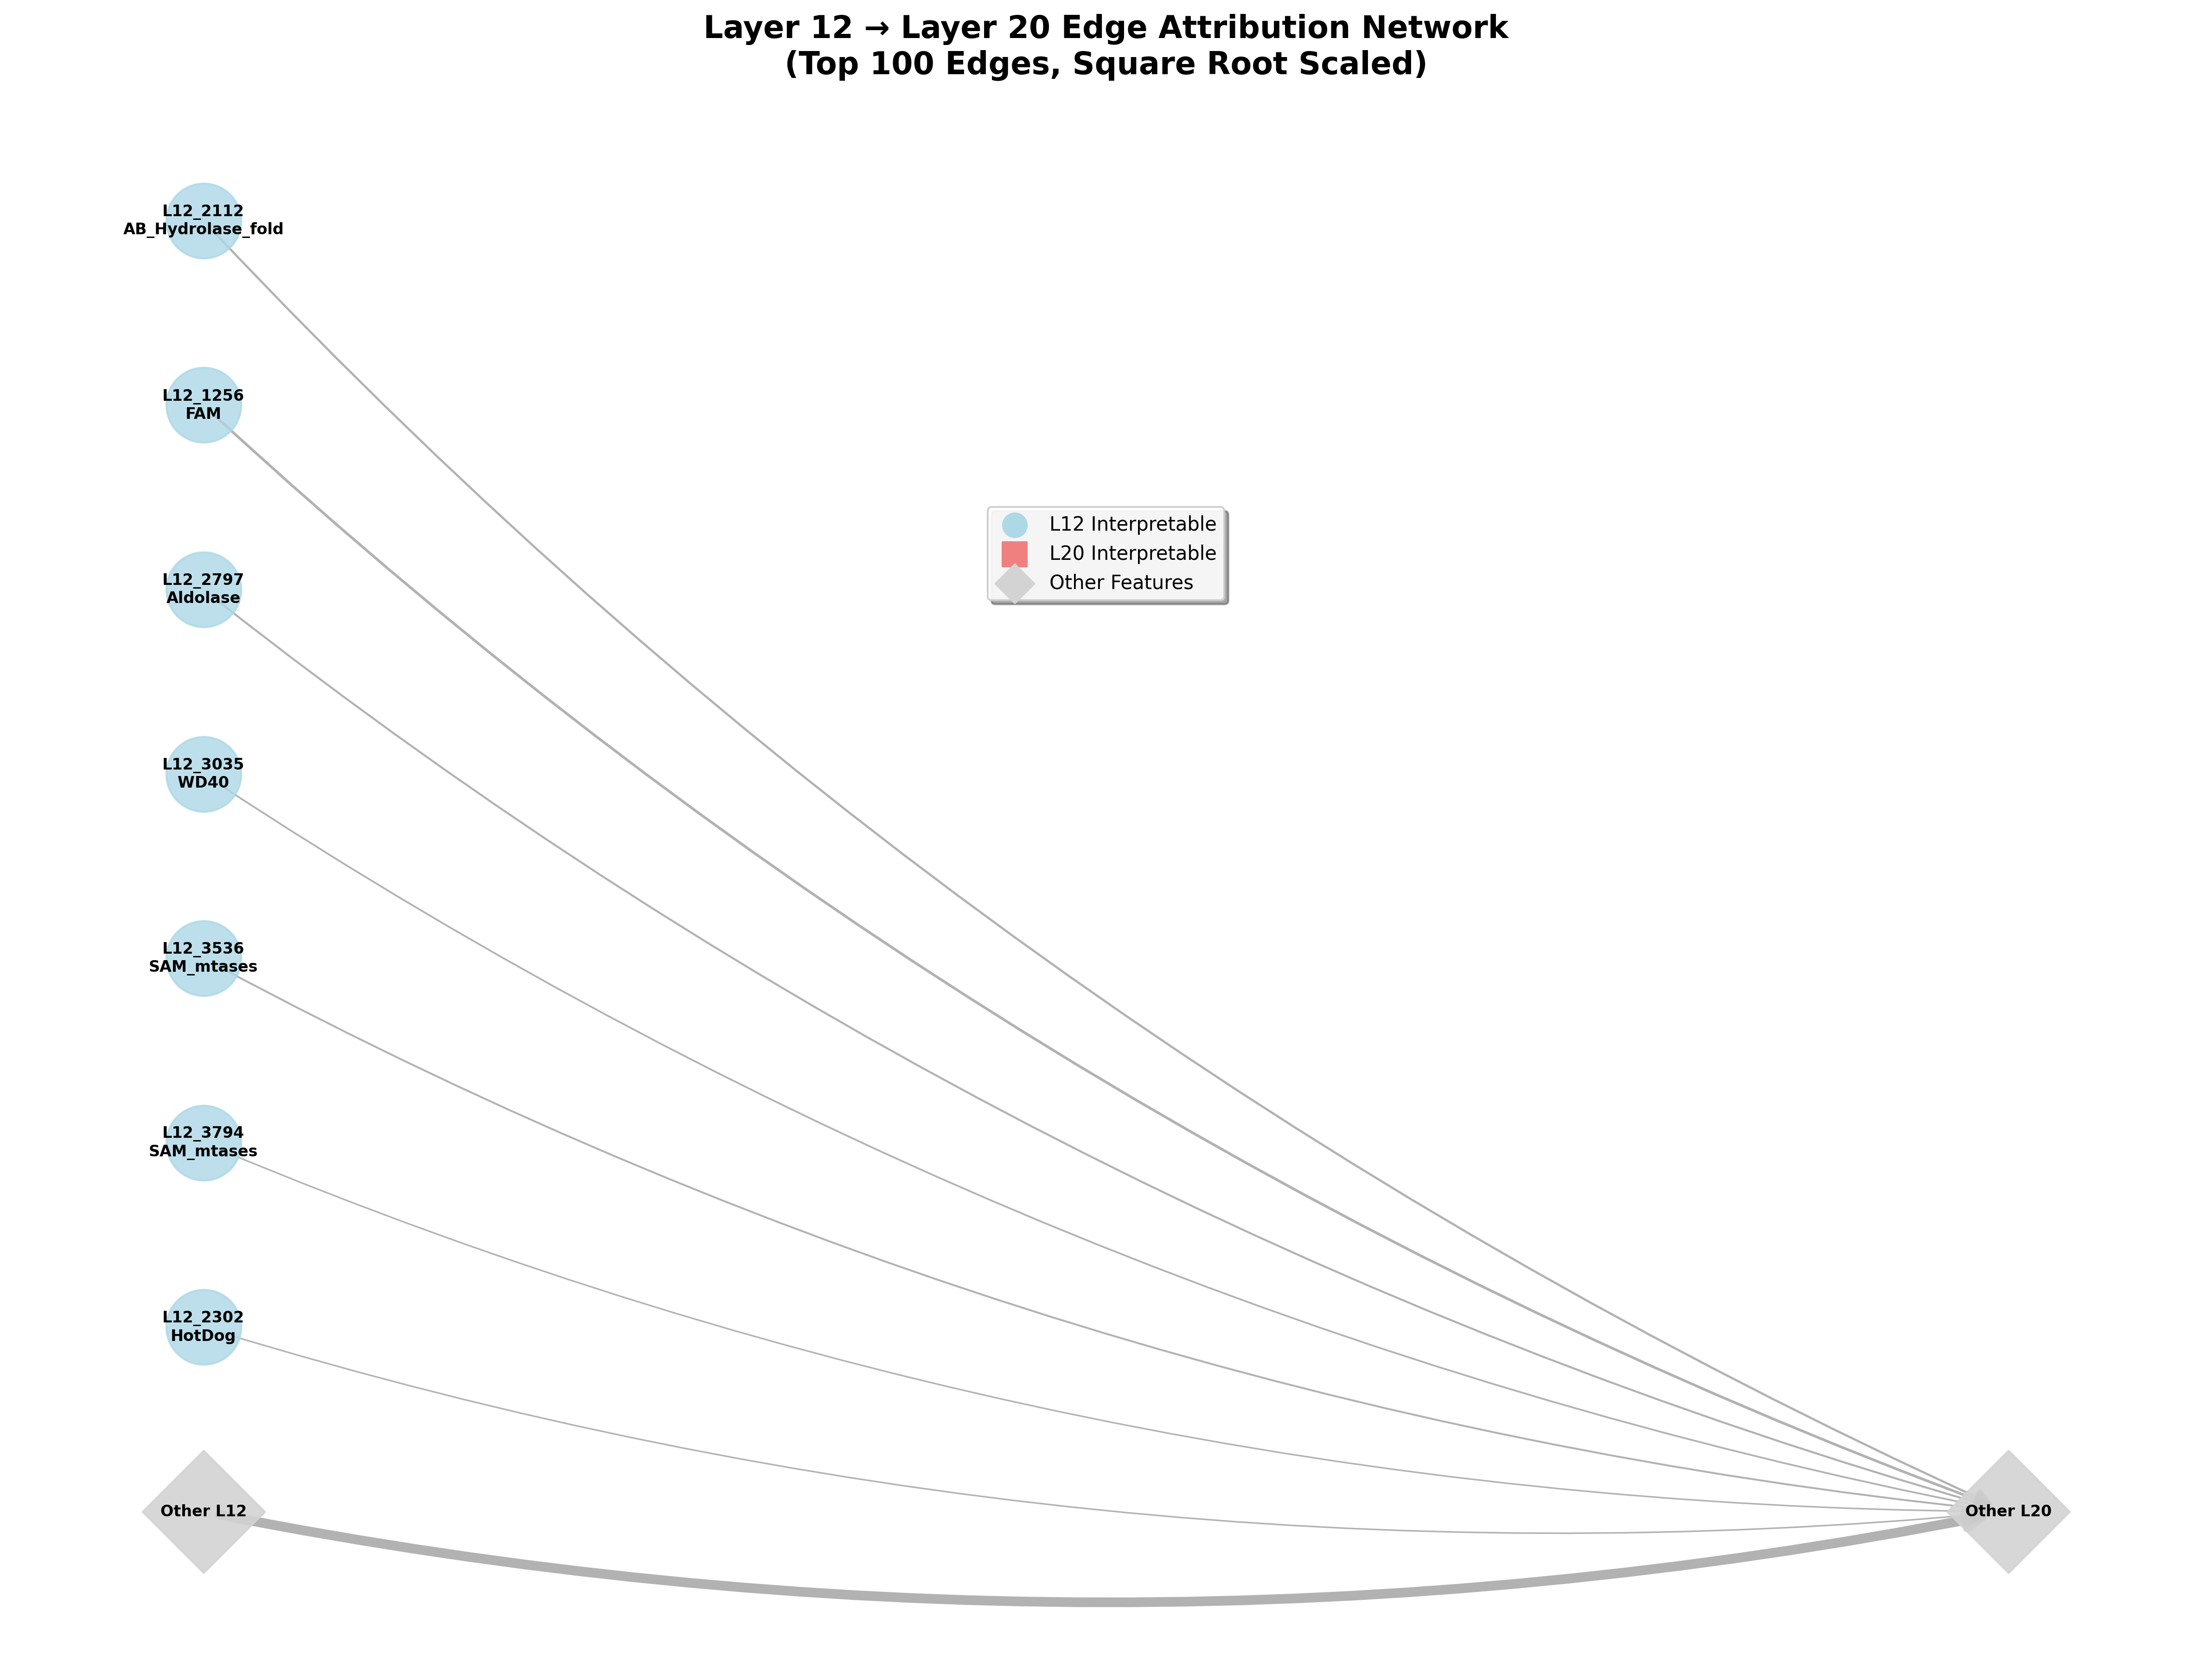 Layer 12 → Layer 20 Edge Attribution Network
(Top 100 Edges, Square Root Scaled)
L12_2112
AB_Hydrolase_fold
L12_1256
FAM
L12 Interpretable
L20 Interpretable
Other Features
L12_2797
Aldolase
L12_3035
WD40
L12_3536
SAM_mtases
L12_3794
SAM_mtases
L12_2302
HotDog
Other L12
Other L20